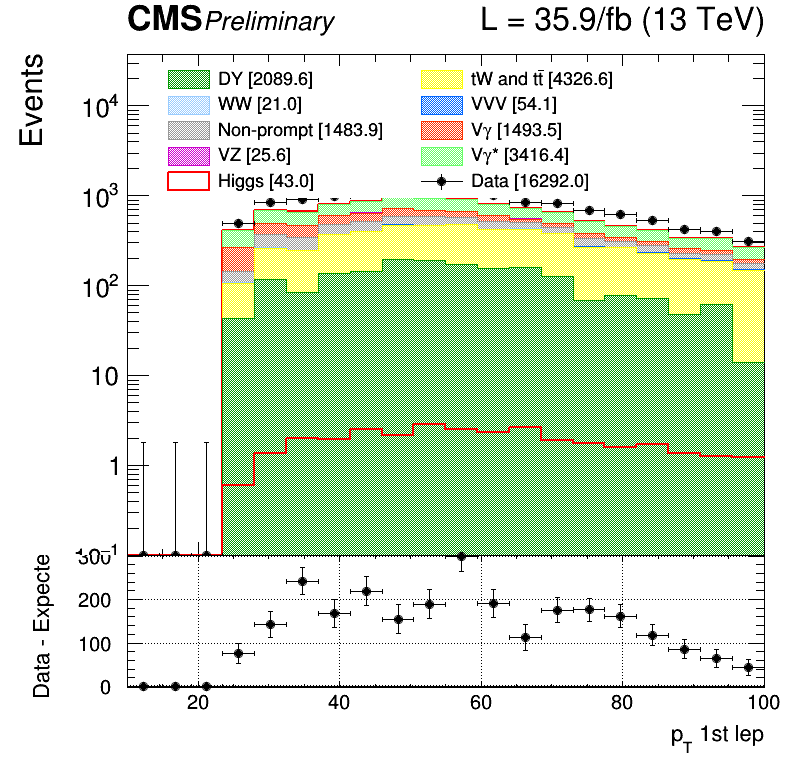 CMS Preliminary L = 35.9/fb (13 TeV)
Events
DY [2089.6] tW and tt̄ [4326.6]
WW [21.0] VVV [54.1]
Non-prompt [1483.9] Vγ [1493.5]
VZ [25.6] Vγ* [3416.4]
Higgs [43.0] Data [16292.0]
10⁴
10³
10²
10
1
300
200
100
0
Data - Expecte
20 40 60 80 100
p_T 1st lep